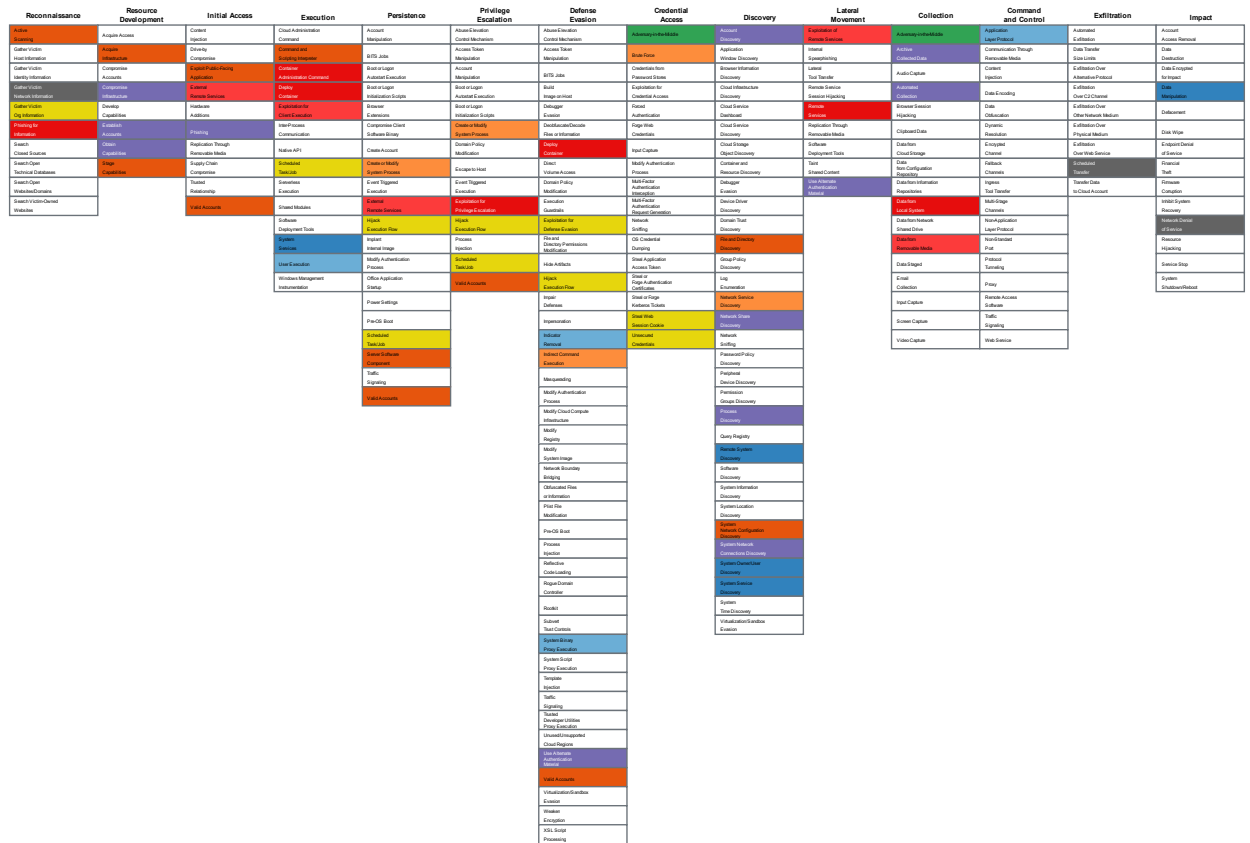 Reconnaissance
Resource
Development
Initial Access
Execution
Persistence
Privilege
Escalation
Defense
Evasion
Credential
Access
Discovery
Lateral
Movement
Collection
Command
and Control
Exfiltration
Impact
Active
Scanning
Gather Victim
Host Information
Gather Victim
Identity Information
Gather Victim
Network Information
Gather Victim
Org Information
Phishing for
Information
Search
Closed Sources
Search Open
Technical Databases
Search Open
Websites/Domains
Search Victim-Owned
Websites
Acquire Access
Acquire
Infrastructure
Compromise
Accounts
Compromise
Infrastructure
Develop
Capabilities
Establish
Accounts
Obtain
Capabilities
Stage
Capabilities
Content
Injection
Drive-by
Compromise
Exploit Public-Facing
Application
External
Remote Services
Hardware
Additions
Phishing
Replication Through
Removable Media
Supply Chain
Compromise
Trusted
Relationship
Valid Accounts
Cloud Administration
Command
Command and
Scripting Interpreter
Container
Administration Command
Deploy
Container
Exploitation for
Client Execution
Inter-Process
Communication
Native API
Scheduled
Task/Job
Serverless
Execution
Shared Modules
Software
Deployment Tools
System
Services
User Execution
Windows Management
Instrumentation
Account
Manipulation
BITS Jobs
Boot or Logon
Autostart Execution
Boot or Logon
Initialization Scripts
Browser
Extensions
Compromise Client
Software Binary
Create Account
Create or Modify
System Process
Event Triggered
Execution
External
Remote Services
Hijack
Execution Flow
Implant
Internal Image
Modify Authentication
Process
Office Application
Startup
Power Settings
Pre-OS Boot
Scheduled
Task/Job
Server Software
Component
Traffic
Signaling
Valid Accounts
Abuse Elevation
Control Mechanism
Access Token
Manipulation
Account
Manipulation
Boot or Logon
Autostart Execution
Boot or Logon
Initialization Scripts
Create or Modify
System Process
Domain Policy
Modification
Escape to Host
Event Triggered
Execution
Exploitation for
Privilege Escalation
Hijack
Execution Flow
Process
Injection
Scheduled
Task/Job
Valid Accounts
Abuse Elevation
Control Mechanism
Access Token
Manipulation
BITS Jobs
Build
Image on Host
Debugger
Evasion
Deobfuscate/Decode
Files or Information
Deploy
Container
Direct
Volume Access
Domain Policy
Modification
Execution
Guardrails
Exploitation for
Defense Evasion
File and
Directory Permissions
Modification
Hide Artifacts
Hijack
Execution Flow
Impair
Defenses
Impersonation
Indicator
Removal
Indirect Command
Execution
Masquerading
Modify Authentication
Process
Modify Cloud Compute
Infrastructure
Modify
Registry
Modify
System Image
Network Boundary
Bridging
Obfuscated Files
or Information
Plist File
Modification
Pre-OS Boot
Process
Injection
Reflective
Code Loading
Rogue Domain
Controller
Rootkit
Subvert
Trust Controls
System Binary
Proxy Execution
System Script
Proxy Execution
Template
Injection
Traffic
Signaling
Trusted
Developer Utilities
Proxy Execution
Unused/Unsupported
Cloud Regions
Use Alternate
Authentication
Material
Valid Accounts
Virtualization/Sandbox
Evasion
Weaken
Encryption
XSL Script
Processing
Adversary-in-the-Middle
Brute Force
Credentials from
Password Stores
Exploitation for
Credential Access
Forced
Authentication
Forge Web
Credentials
Input Capture
Modify Authentication
Process
Multi-Factor
Authentication
Interception
Multi-Factor
Authentication
Request Generation
Network
Sniffing
OS Credential
Dumping
Steal Application
Access Token
Steal or
Forge Authentication
Certificates
Steal or Forge
Kerberos Tickets
Steal Web
Session Cookie
Unsecured
Credentials
Account
Discovery
Application
Window Discovery
Browser Information
Discovery
Cloud Infrastructure
Discovery
Cloud Service
Dashboard
Cloud Service
Discovery
Cloud Storage
Object Discovery
Container and
Resource Discovery
Debugger
Evasion
Device Driver
Discovery
Domain Trust
Discovery
File and Directory
Discovery
Group Policy
Discovery
Log
Enumeration
Network Service
Discovery
Network Share
Discovery
Network
Sniffing
Password Policy
Discovery
Peripheral
Device Discovery
Permission
Groups Discovery
Process
Discovery
Query Registry
Remote System
Discovery
Software
Discovery
System Information
Discovery
System Location
Discovery
System
Network Configuration
Discovery
System Network
Connections Discovery
System Owner/User
Discovery
System Service
Discovery
System
Time Discovery
Virtualization/Sandbox
Evasion
Exploitation of
Remote Services
Internal
Spearphishing
Lateral
Tool Transfer
Remote Service
Session Hijacking
Remote
Services
Replication Through
Removable Media
Software
Deployment Tools
Taint
Shared Content
Use Alternate
Authentication
Material
Adversary-in-the-Middle
Archive
Collected Data
Audio Capture
Automated
Collection
Browser Session
Hijacking
Clipboard Data
Data from
Cloud Storage
Data
from Configuration
Repository
Data from Information
Repositories
Data from
Local System
Data from Network
Shared Drive
Data from
Removable Media
Data Staged
Email
Collection
Input Capture
Screen Capture
Video Capture
Application
Layer Protocol
Communication Through
Removable Media
Content
Injection
Data Encoding
Data
Obfuscation
Dynamic
Resolution
Encrypted
Channel
Fallback
Channels
Ingress
Tool Transfer
Multi-Stage
Channels
Non-Application
Layer Protocol
Non-Standard
Port
Protocol
Tunneling
Proxy
Remote Access
Software
Traffic
Signaling
Web Service
Automated
Exfiltration
Data Transfer
Size Limits
Exfiltration Over
Alternative Protocol
Exfiltration
Over C2 Channel
Exfiltration Over
Other Network Medium
Exfiltration Over
Physical Medium
Exfiltration
Over Web Service
Scheduled
Transfer
Transfer Data
to Cloud Account
Account
Access Removal
Data
Destruction
Data Encrypted
for Impact
Data
Manipulation
Defacement
Disk Wipe
Endpoint Denial
of Service
Financial
Theft
Firmware
Corruption
Inhibit System
Recovery
Network Denial
of Service
Resource
Hijacking
Service Stop
System
Shutdown/Reboot